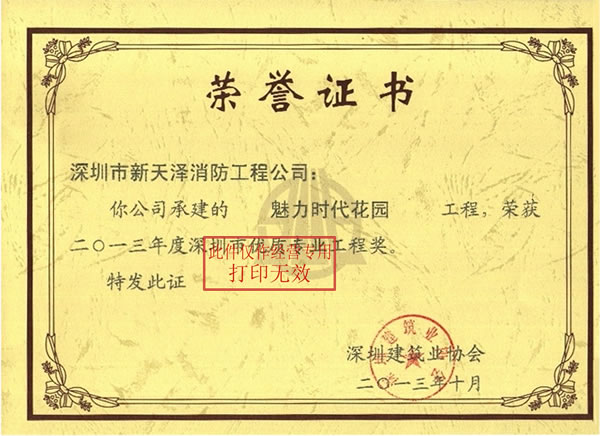 荣誉证书
深圳市新天泽消防工程公司：
你公司承建的 魅力时代花园 工程，荣获
二〇一三年度深圳市优质专业工程奖。
此件仅作经营专用
打印无效
特发此证
深圳建筑业协会
二〇一三年十月